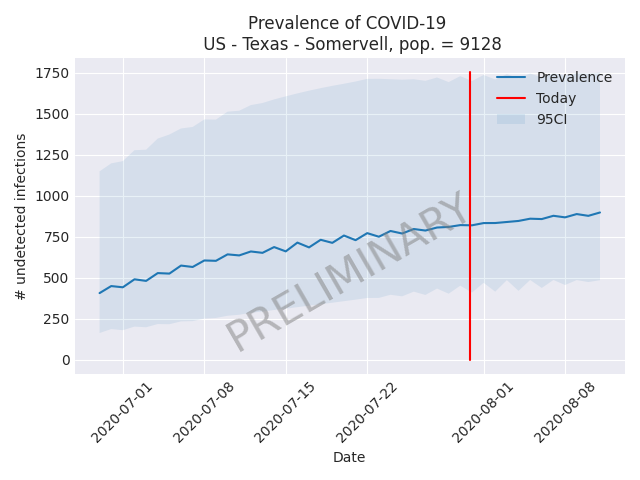 Prevalence of COVID-19
US - Texas - Somervell, pop. = 9128
# undetected infections
1750
1500
1250
1000
750
500
250
0
Prevalence
Today
95CI
PRELIMINARY
2020-07-01
2020-07-08
2020-07-15
2020-07-22
2020-08-01
2020-08-08
Date